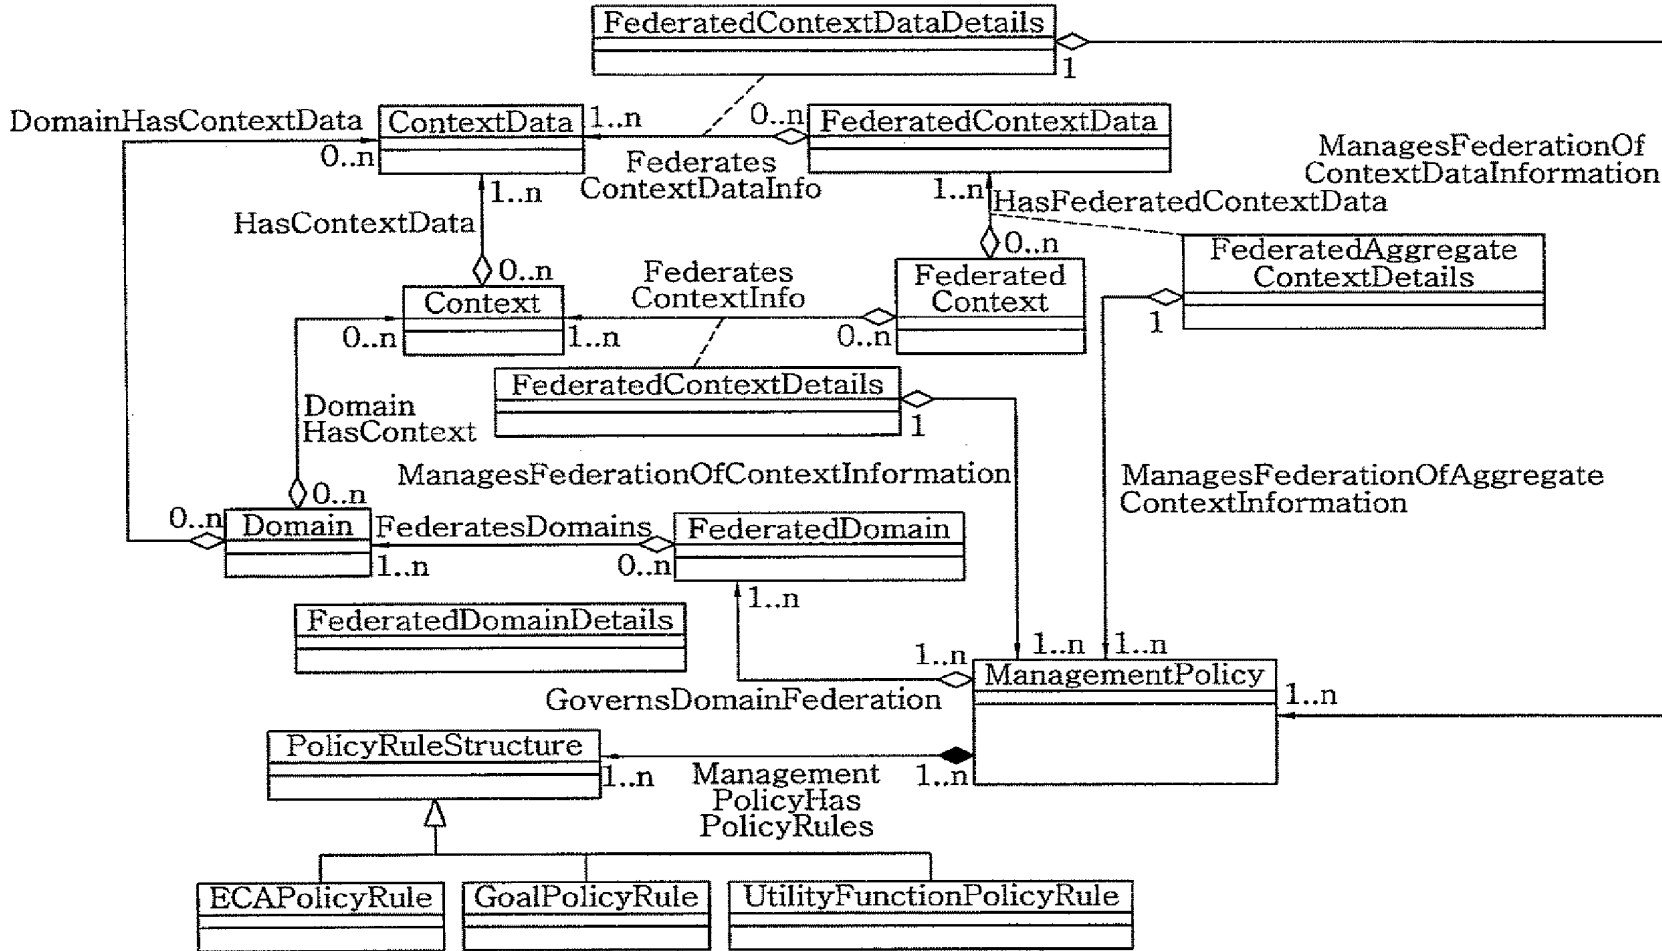 FederatedContextDataDetails
1
DomainHasContextData
0..n
ContextData
1..n
0..n
FederatedContextData
Federates
ContextDataInfo
1..n
1..n
ManagesFederationOf
ContextDataInformation
HasFederatedContextData
HasContextData
0..n
0..n
FederatedAggregate
ContextDetails
1
Context
0..n
1..n
Federates
ContextInfo
0..n
Federated
Context
FederatedContextDetails
1
Domain
HasContext
ManagesFederationOfContextInformation
ManagesFederationOfAggregate
ContextInformation
0..n
0..n
Domain
1..n
FederatesDomains
0..n
FederatedDomain
1..n
FederatedDomainDetails
1..n
1..n
1..n
ManagementPolicy
1..n
GovernsDomainFederation
PolicyRuleStructure
1..n
Management
PolicyHas
PolicyRules
1..n
ECAPolicyRule
GoalPolicyRule
UtilityFunctionPolicyRule